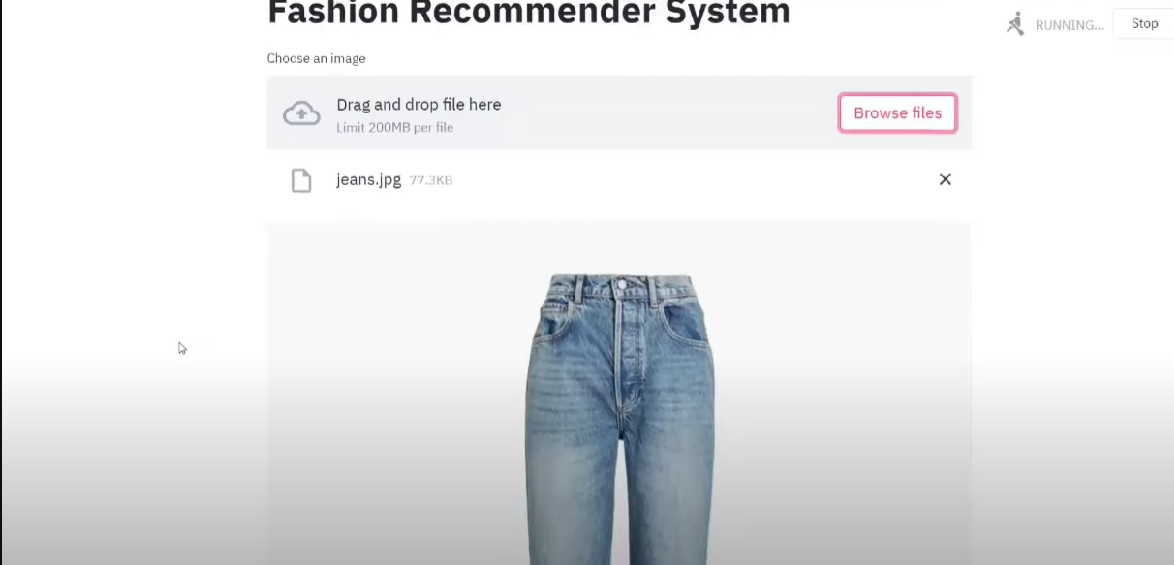 Fashion Recommender System
RUNNING...
Stop
Choose an image
Drag and drop file here
Limit 200MB per file
Browse files
jeans.jpg 77.3KB